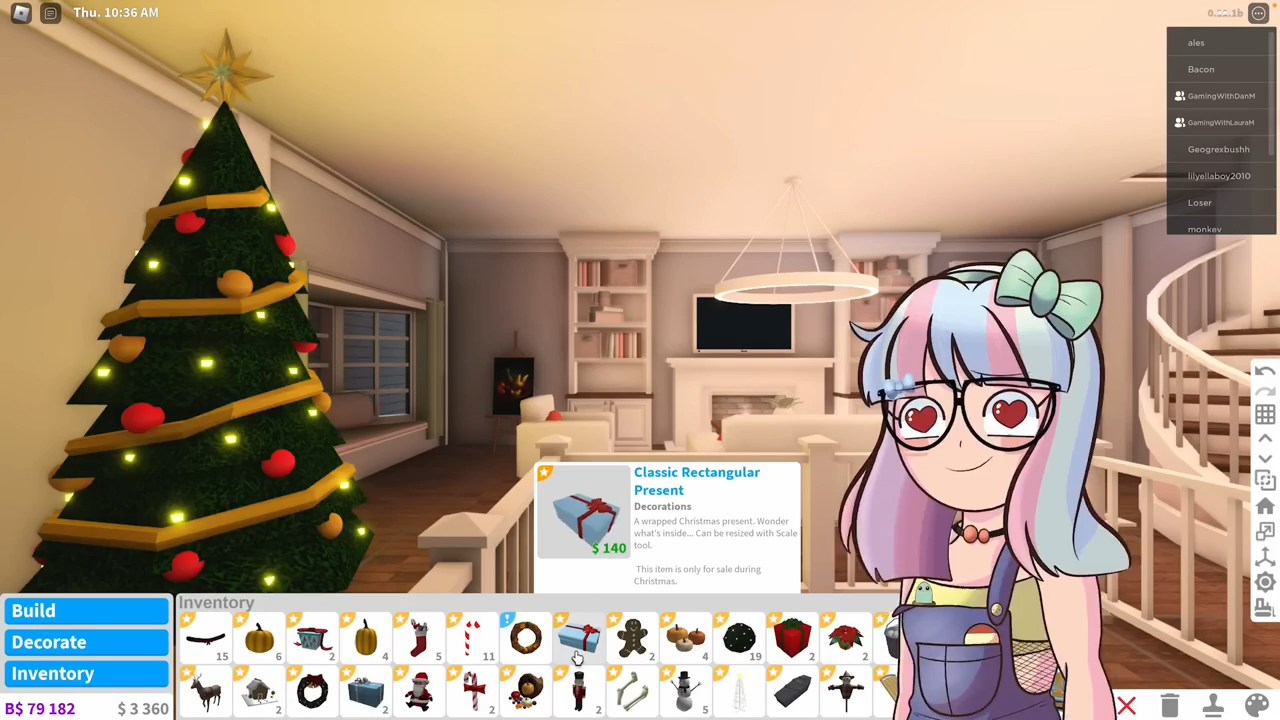 Thu. 10:36 AM
ales
Bacon
GamingWithDanM
GamingWithLauraM
Geogrexbushh
lilyellaboy2010
Loser
monkey
Classic Rectangular
Present
Decorations
A wrapped Christmas present. Wonder
what's inside... Can be resized with Scale
tool.
$ 140
This item is only for sale during
Christmas.
Build
Decorate
Inventory
B$ 79 182
$ 3 360
Inventory
15
6
2
4
5
11
2
4
19
2
2
2
2
2
2
5